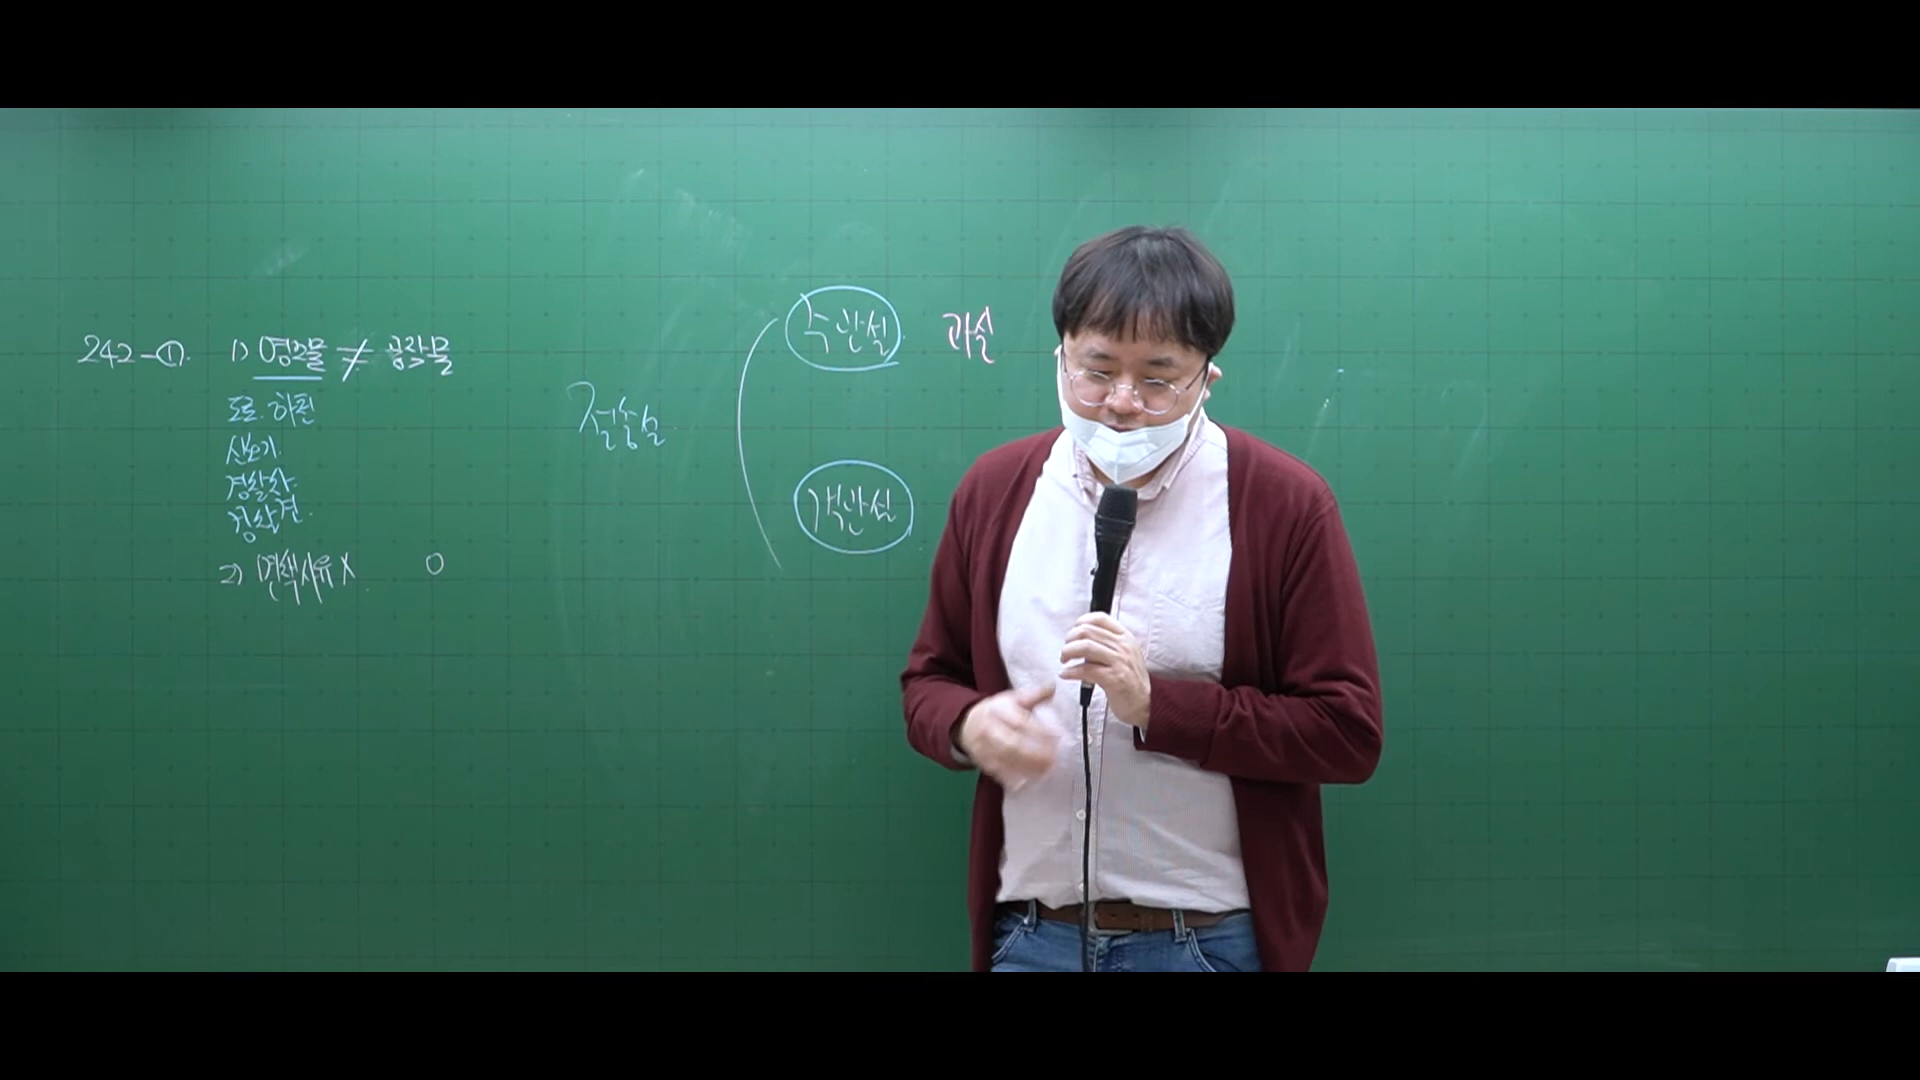 242-① 1) 영조물 ≠ 공작물
도로. 하천
신호기.
경찰차.
경찰견.
2) 면책사유 X O
절충설
주관설 과실
객관설